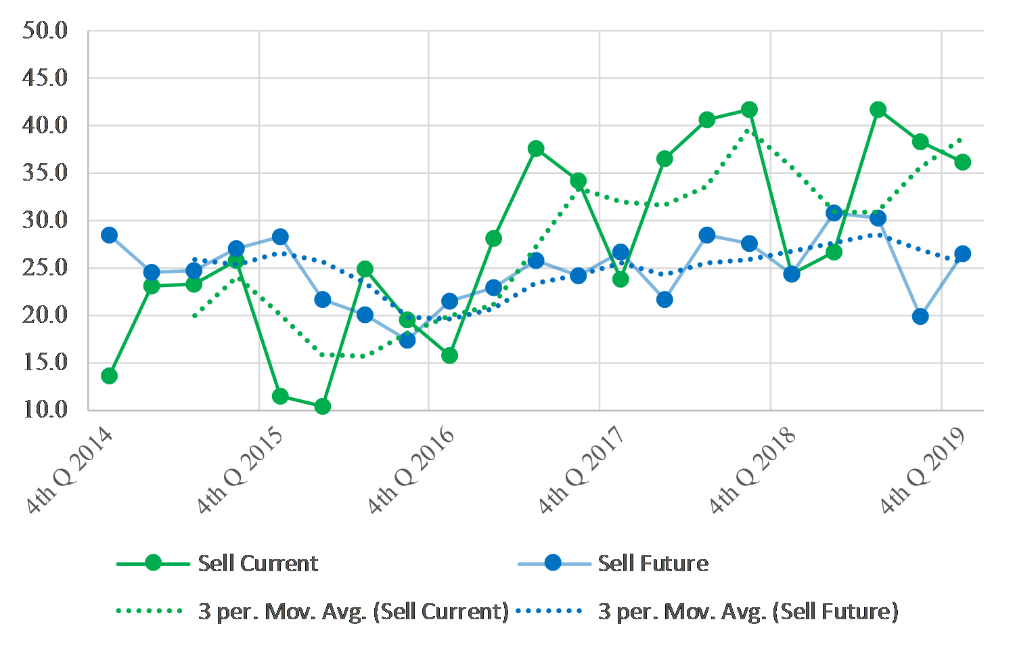 50.0
45.0
40.0
35.0
30.0
25.0
20.0
15.0
10.0
4th Q 2014
4th Q 2015
4th Q 2016
4th Q 2017
4th Q 2018
4th Q 2019
Sell Current
Sell Future
3 per. Mov. Avg. (Sell Current)
3 per. Mov. Avg. (Sell Future)